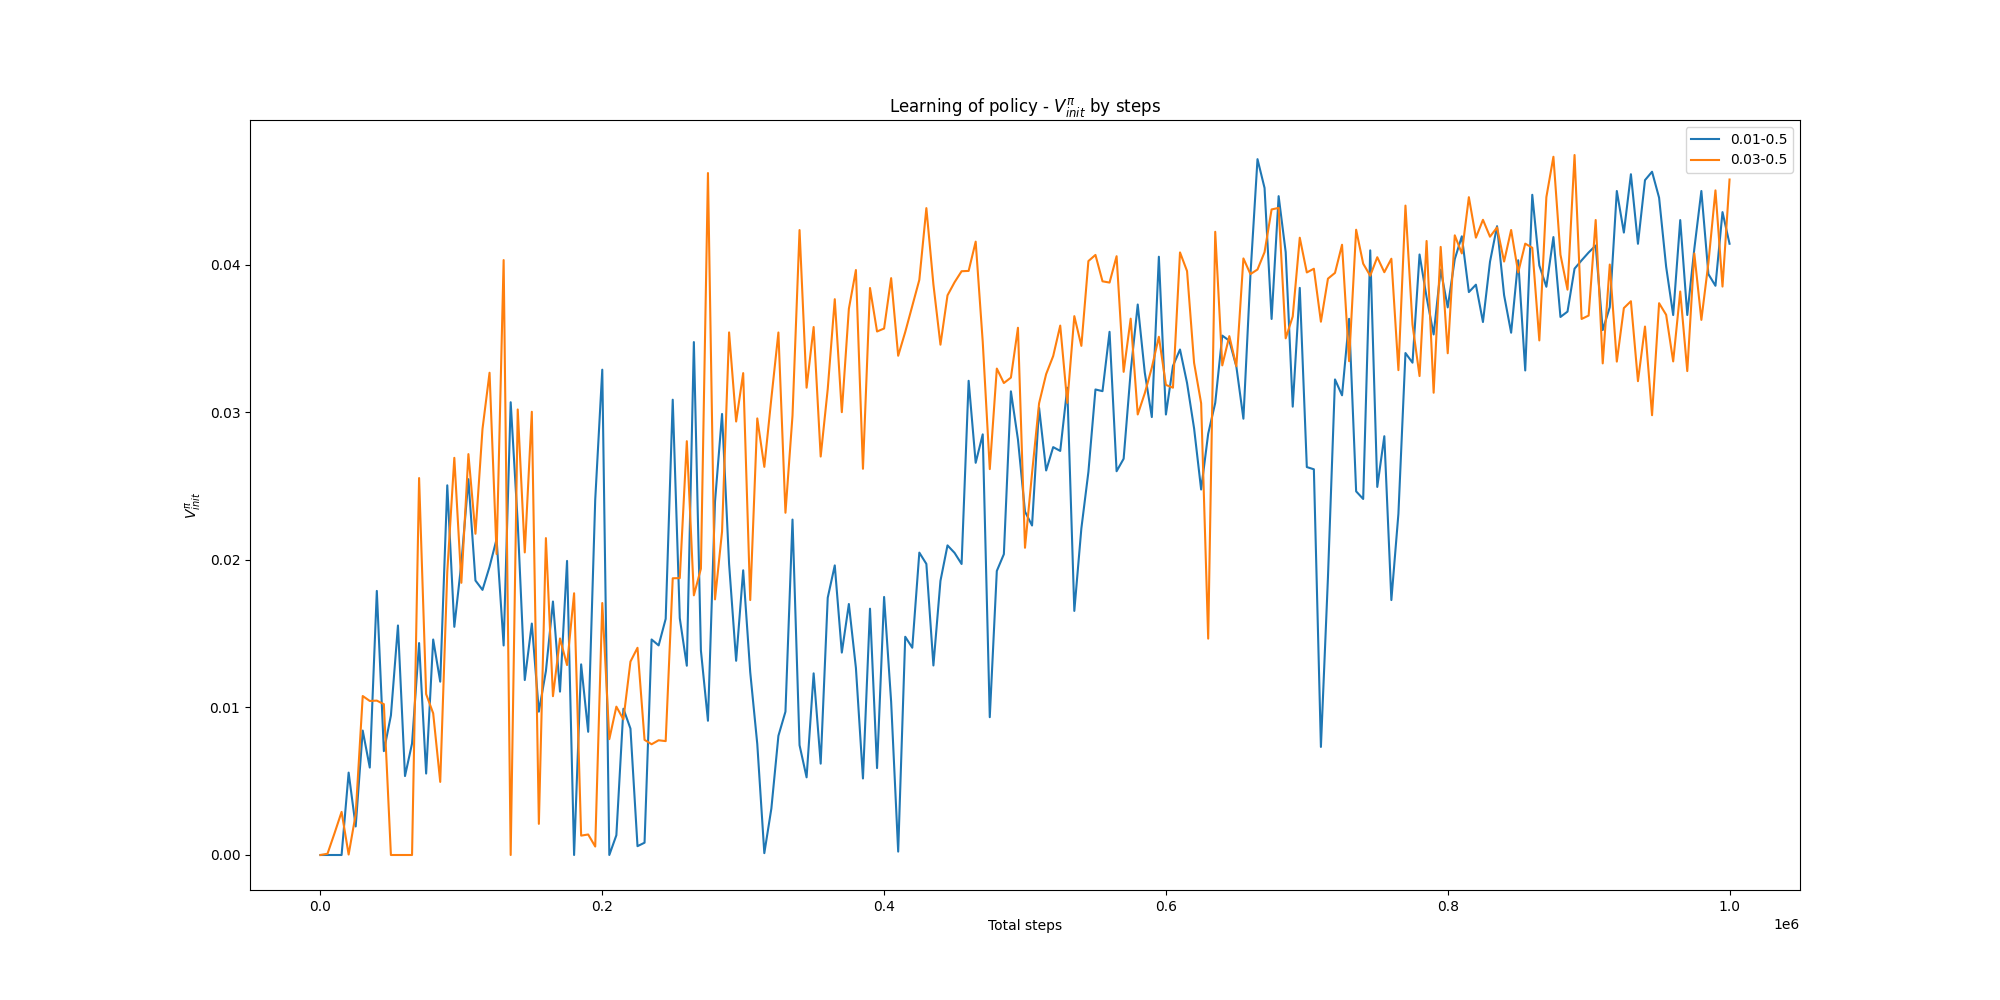 Learning of policy - $V^{\pi}_{init}$ by steps
0.01-0.5
0.03-0.5
$V^{\pi}_{init}$
0.04
0.03
0.02
0.01
0.00
0.0 0.2 0.4 0.6 0.8 1.0
Total steps
1e6